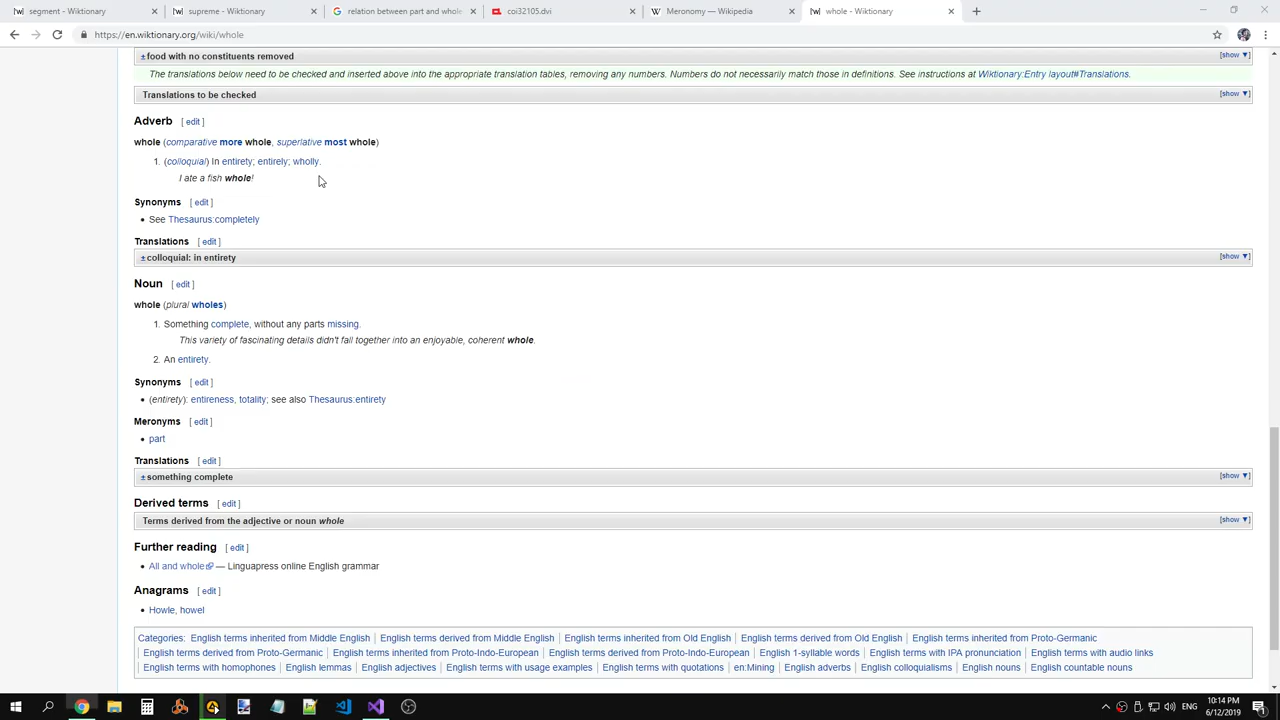 segment - Wiktionary
supreme - Wiktionary
relation between part and whole
coi32105.dvi
Meronomy — Wikipedia
whole - Wiktionary
https://en.wiktionary.org/wiki/whole
±food with no constituents removed [show ▼]
The translations below need to be checked and inserted above into the appropriate translation tables, removing any numbers. Numbers do not necessarily match those in definitions. See instructions at Wiktionary:Entry layout#Translations.
Translations to be checked [show ▼]
Adverb [ edit ]
whole (comparative more whole, superlative most whole)
1. (colloquial) In entirety; entirely; wholly.
I ate a fish whole!
Synonyms [ edit ]
• See Thesaurus:completely
Translations [ edit ]
±colloquial: in entirety [show ▼]
Noun [ edit ]
whole (plural wholes)
1. Something complete, without any parts missing.
This variety of fascinating details didn't fall together into an enjoyable, coherent whole.
2. An entirety.
Synonyms [ edit ]
• (entirety): entireness, totality; see also Thesaurus:entirety
Meronyms [ edit ]
• part
Translations [ edit ]
±something complete [show ▼]
Derived terms [ edit ]
Terms derived from the adjective or noun whole [show ▼]
Further reading [ edit ]
• All and whole — Linguapress online English grammar
Anagrams [ edit ]
• Howle, howel
Categories: English terms inherited from Middle English | English terms derived from Middle English | English terms inherited from Old English | English terms derived from Old English | English terms inherited from Proto-Germanic
| English terms derived from Proto-Germanic | English terms inherited from Proto-Indo-European | English terms derived from Proto-Indo-European | English 1-syllable words | English terms with IPA pronunciation | English terms with audio links
| English terms with homophones | English lemmas | English adjectives | English terms with usage examples | English terms with quotations | en:Mining | English adverbs | English colloquialisms | English nouns | English countable nouns
ENG
10:14 PM
6/12/2019